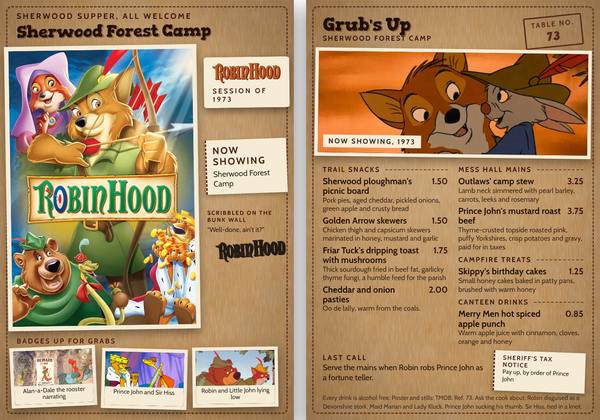 SHERWOOD SUPPER, ALL WELCOME
Sherwood Forest Camp
ROBINHOOD
ROBINHOOD
SESSION OF
1973
NOW
SHOWING
Sherwood Forest
Camp
SCRIBBLED ON THE
BUNK WALL
"Well-done, ain't it?"
ROBINHOOD
BADGES UP FOR GRABS
Alan-a-Dale the rooster
narrating
Prince John and Sir Hiss
Robin and Little John lying
low
Grub's Up
SHERWOOD FOREST CAMP
TABLE NO.
73
NOW SHOWING, 1973
TRAIL SNACKS
Sherwood ploughman's 1.50
picnic board
Pork pies, aged cheddar, pickled onions,
green apple and crusty bread
Golden Arrow skewers 1.50
Chicken thigh and capsicum skewers
marinated in honey, mustard and garlic
Friar Tuck's dripping toast 1.75
with mushrooms
Thick sourdough fried in beef fat, garlicky
thyme fungi, a humble feed for the parish
Cheddar and onion 2.00
pasties
Oo de lally, warm from the coals.
MESS HALL MAINS
Outlaws' camp stew 3.25
Lamb neck simmered with pearl barley,
carrots, leeks and rosemary
Prince John's mustard roast 3.75
beef
Thyme-crusted topside roasted pink,
puffy Yorkshires, crisp potatoes and gravy,
paid for in taxes
CAMPFIRE TREATS
Skippy's birthday cakes 1.25
Small honey cakes baked in patty pans,
brushed with warm honey
CANTEEN DRINKS
Merry Men hot spiced 0.85
apple punch
Warm apple juice with cinnamon, cloves,
orange and honey
LAST CALL
Serve the mains when Robin robs Prince John as
a fortune teller.
SHERIFF'S TAX
NOTICE
Pay up, by order of Prince
John
Every drink is alcohol free. Poster and stills: TMDB. Ref. 73. Ask the cook about: Robin disguised as a
Devonshire stork. Maid Marian and Lady Kluck. Prince John sucking his thumb. Sir Hiss, tied in a knot.